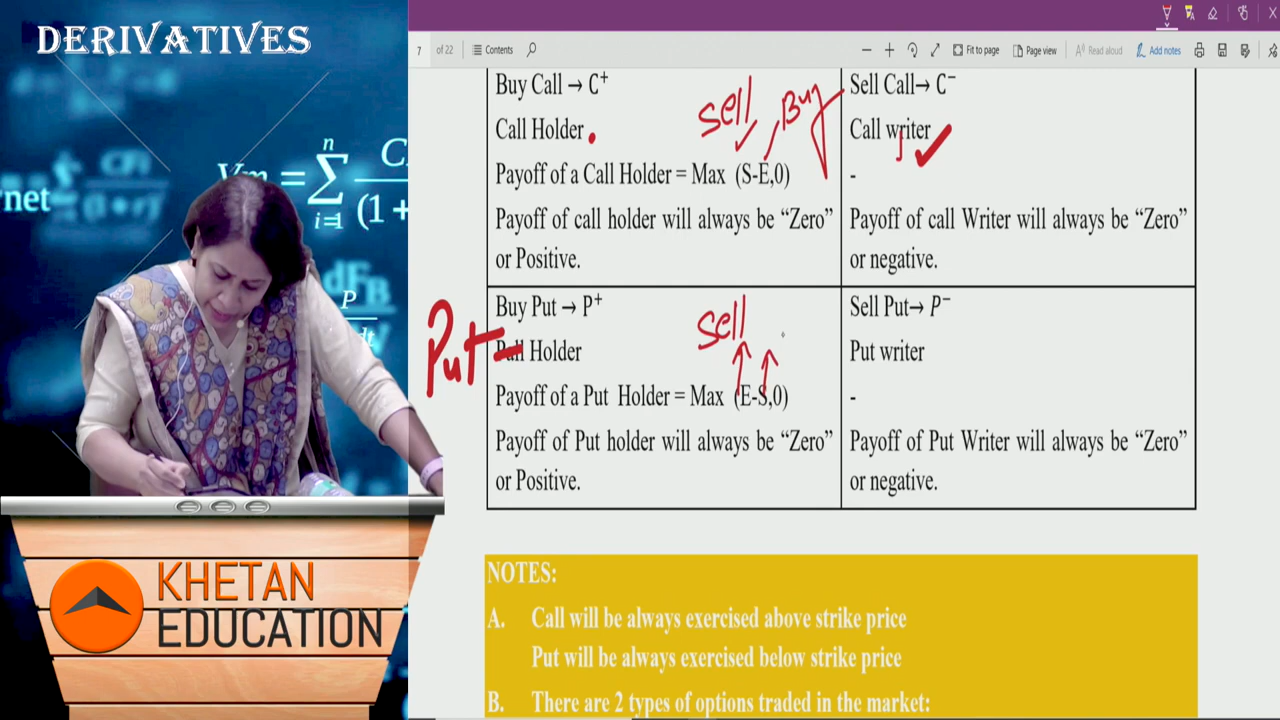 DERIVATIVES
7 of 22 Contents Fit to page Page view Read aloud Add notes
Buy Call → C⁺
Sell Call→ C⁻
sell Buy
Call Holder
Call writer
Payoff of a Call Holder = Max (S-E,0)
-
Payoff of call holder will always be “Zero”
or Positive.
Payoff of call Writer will always be “Zero”
or negative.
Buy Put → P⁺
Sell Put→ P⁻
Put
sell
Holder
Put writer
Payoff of a Put Holder = Max (E-S,0)
-
Payoff of Put holder will always be “Zero”
or Positive.
Payoff of Put Writer will always be “Zero”
or negative.
NOTES:
A. Call will be always exercised above strike price
Put will be always exercised below strike price
B. There are 2 types of options traded in the market:
KHETAN
EDUCATION